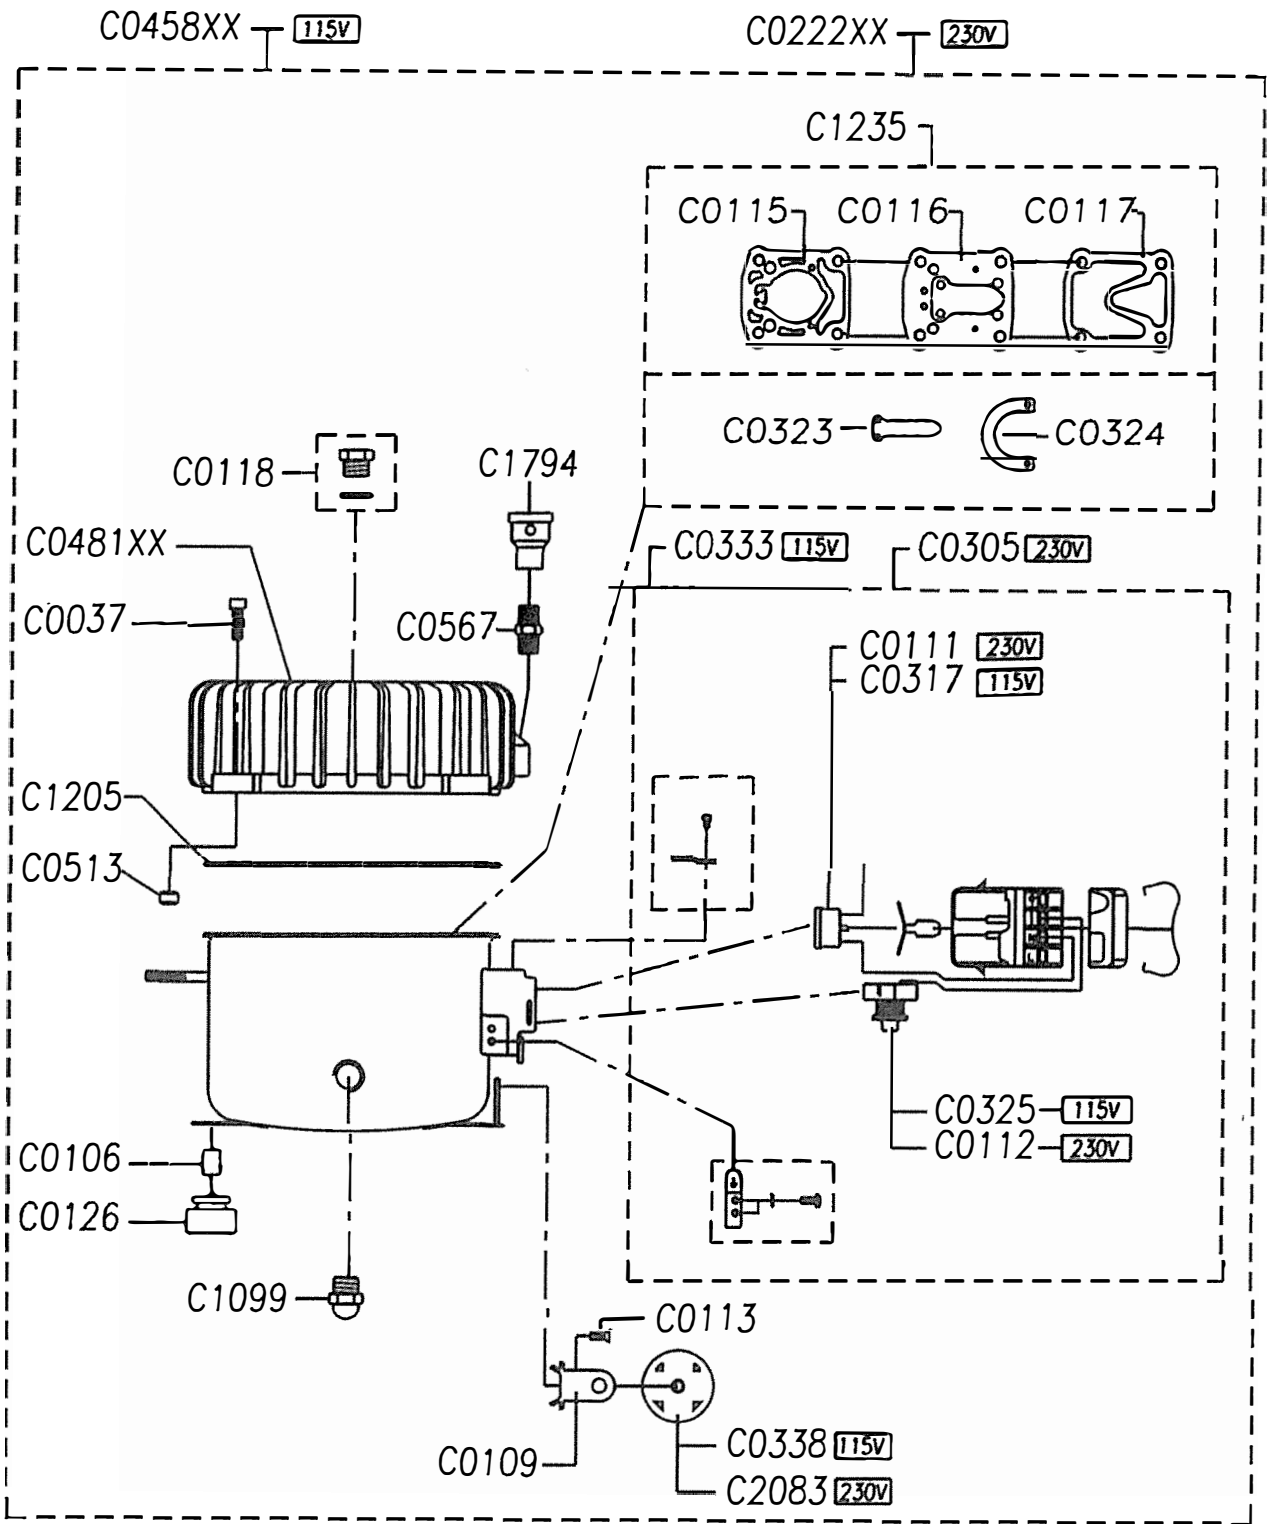 C0458XX 115V
C0222XX 230V
C1235
C0115 C0116 C0117
C0323 C0324
C0118 C1794
C0481XX
C0333 115V C0305 230V
C0037
C0567
C0111 230V
C0317 115V
C1205
C0513
C0325 115V
C0112 230V
C0106
C0126
C1099
C0113
C0338 115V
C0109
C2083 230V